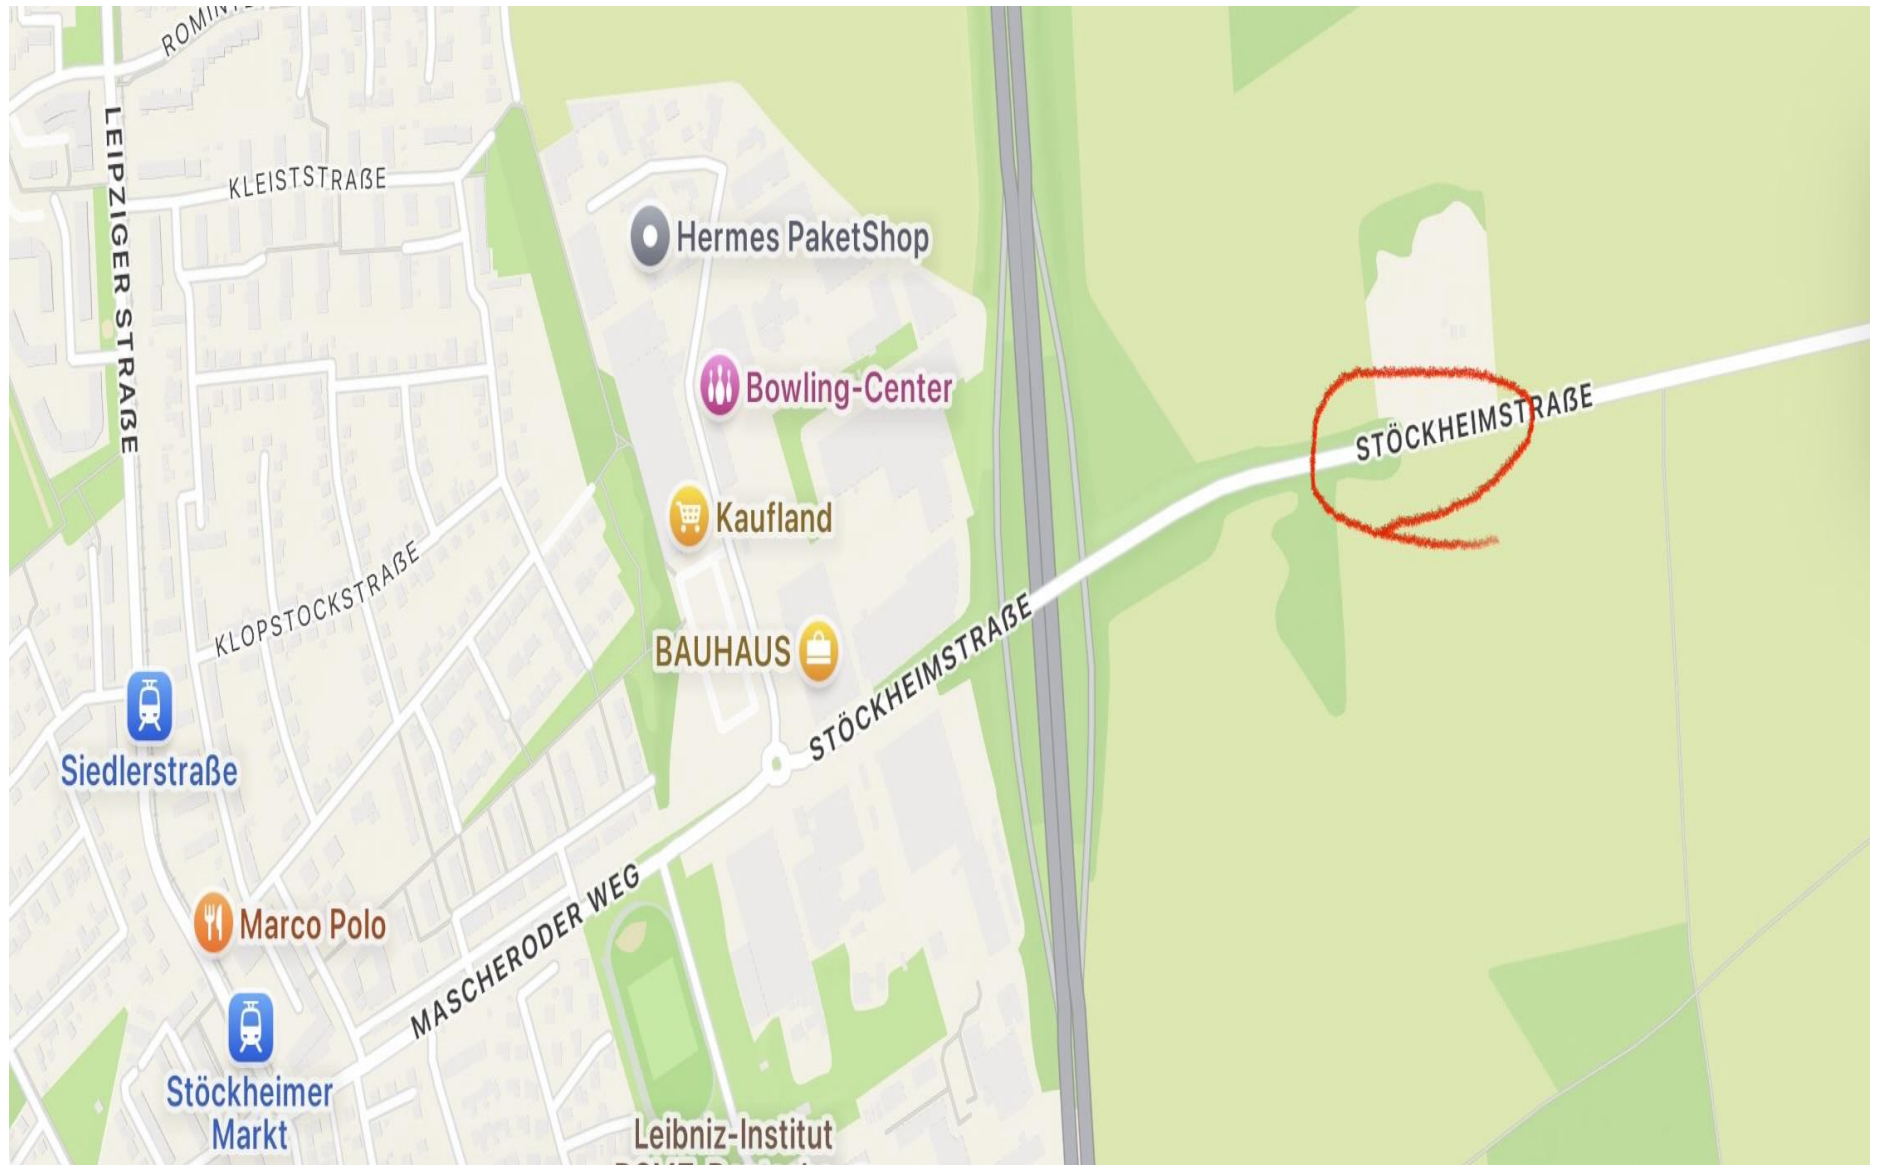 LEIPZIGER STRAßE
KLEISTSTRAßE
Hermes PaketShop
Bowling-Center
STÖCKHEIMSTRAßE
Kaufland
KLOPSTOCKSTRAßE
BAUHAUS
STÖCKHEIMSTRAßE
Siedlerstraße
MASCHERODER WEG
Marco Polo
Stöckheimer
Markt
Leibniz-Institut